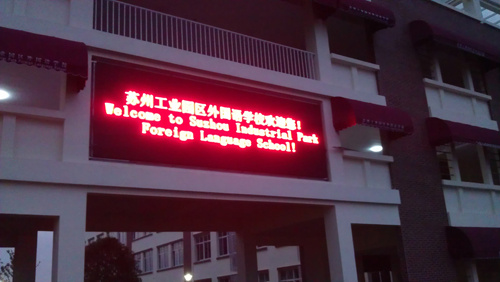 苏州工业园区外国语学校欢迎您!
Welcome to Suzhou Industrial Park
Foreign Language School!